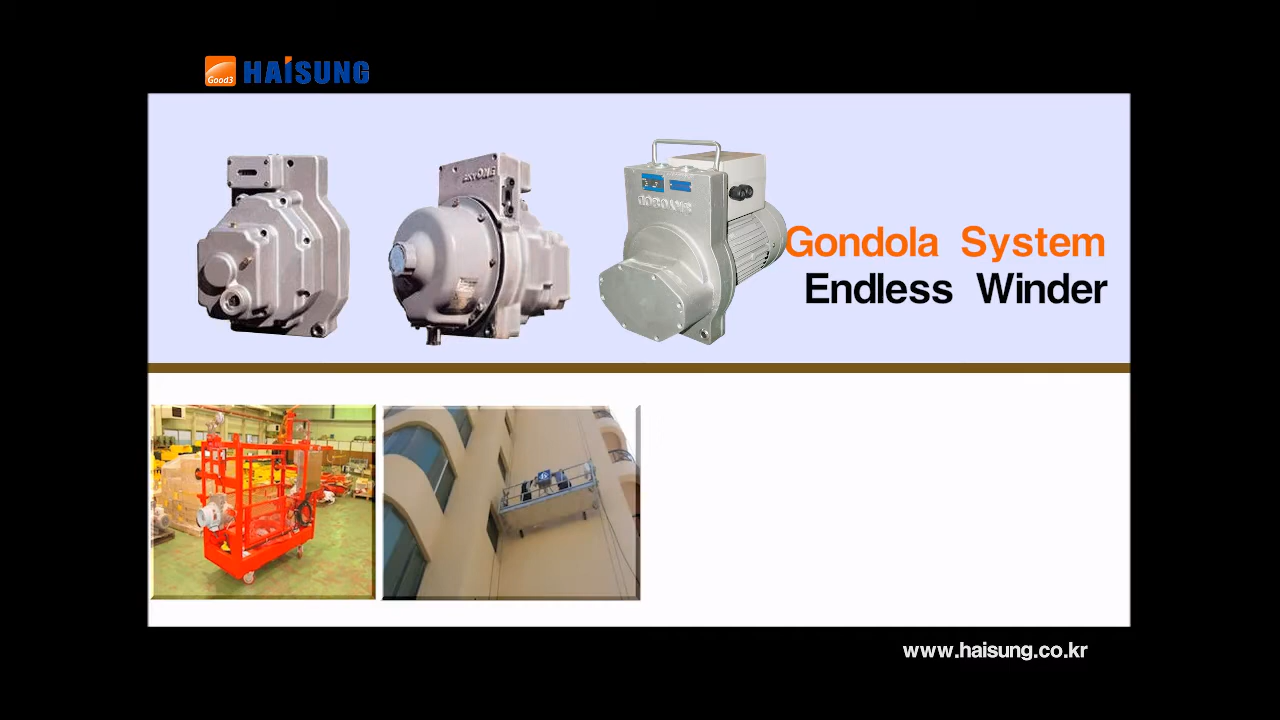 Good3 HAiSUNG
Gondola System
Endless Winder
www.haisung.co.kr